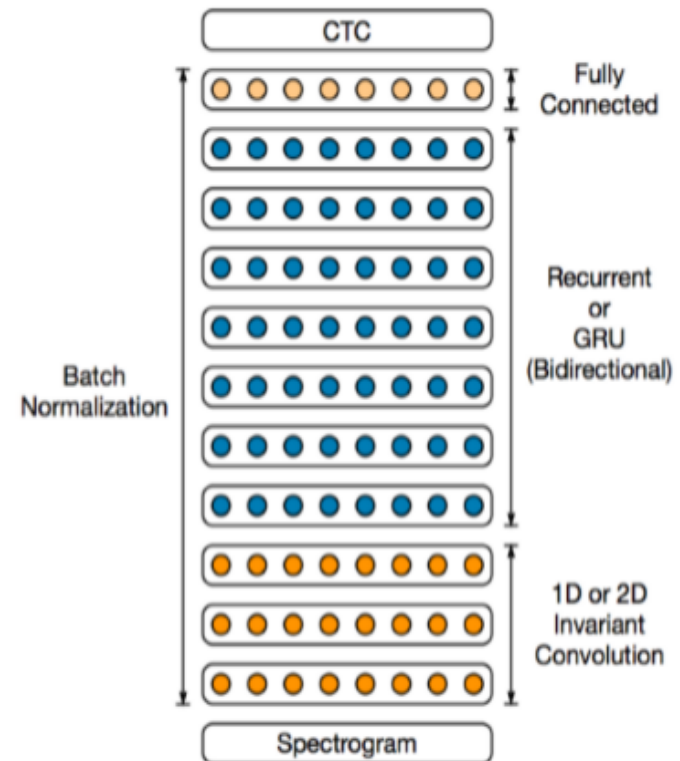 CTC
Fully
Connected
Recurrent
or
GRU
(Bidirectional)
Batch
Normalization
1D or 2D
Invariant
Convolution
Spectrogram